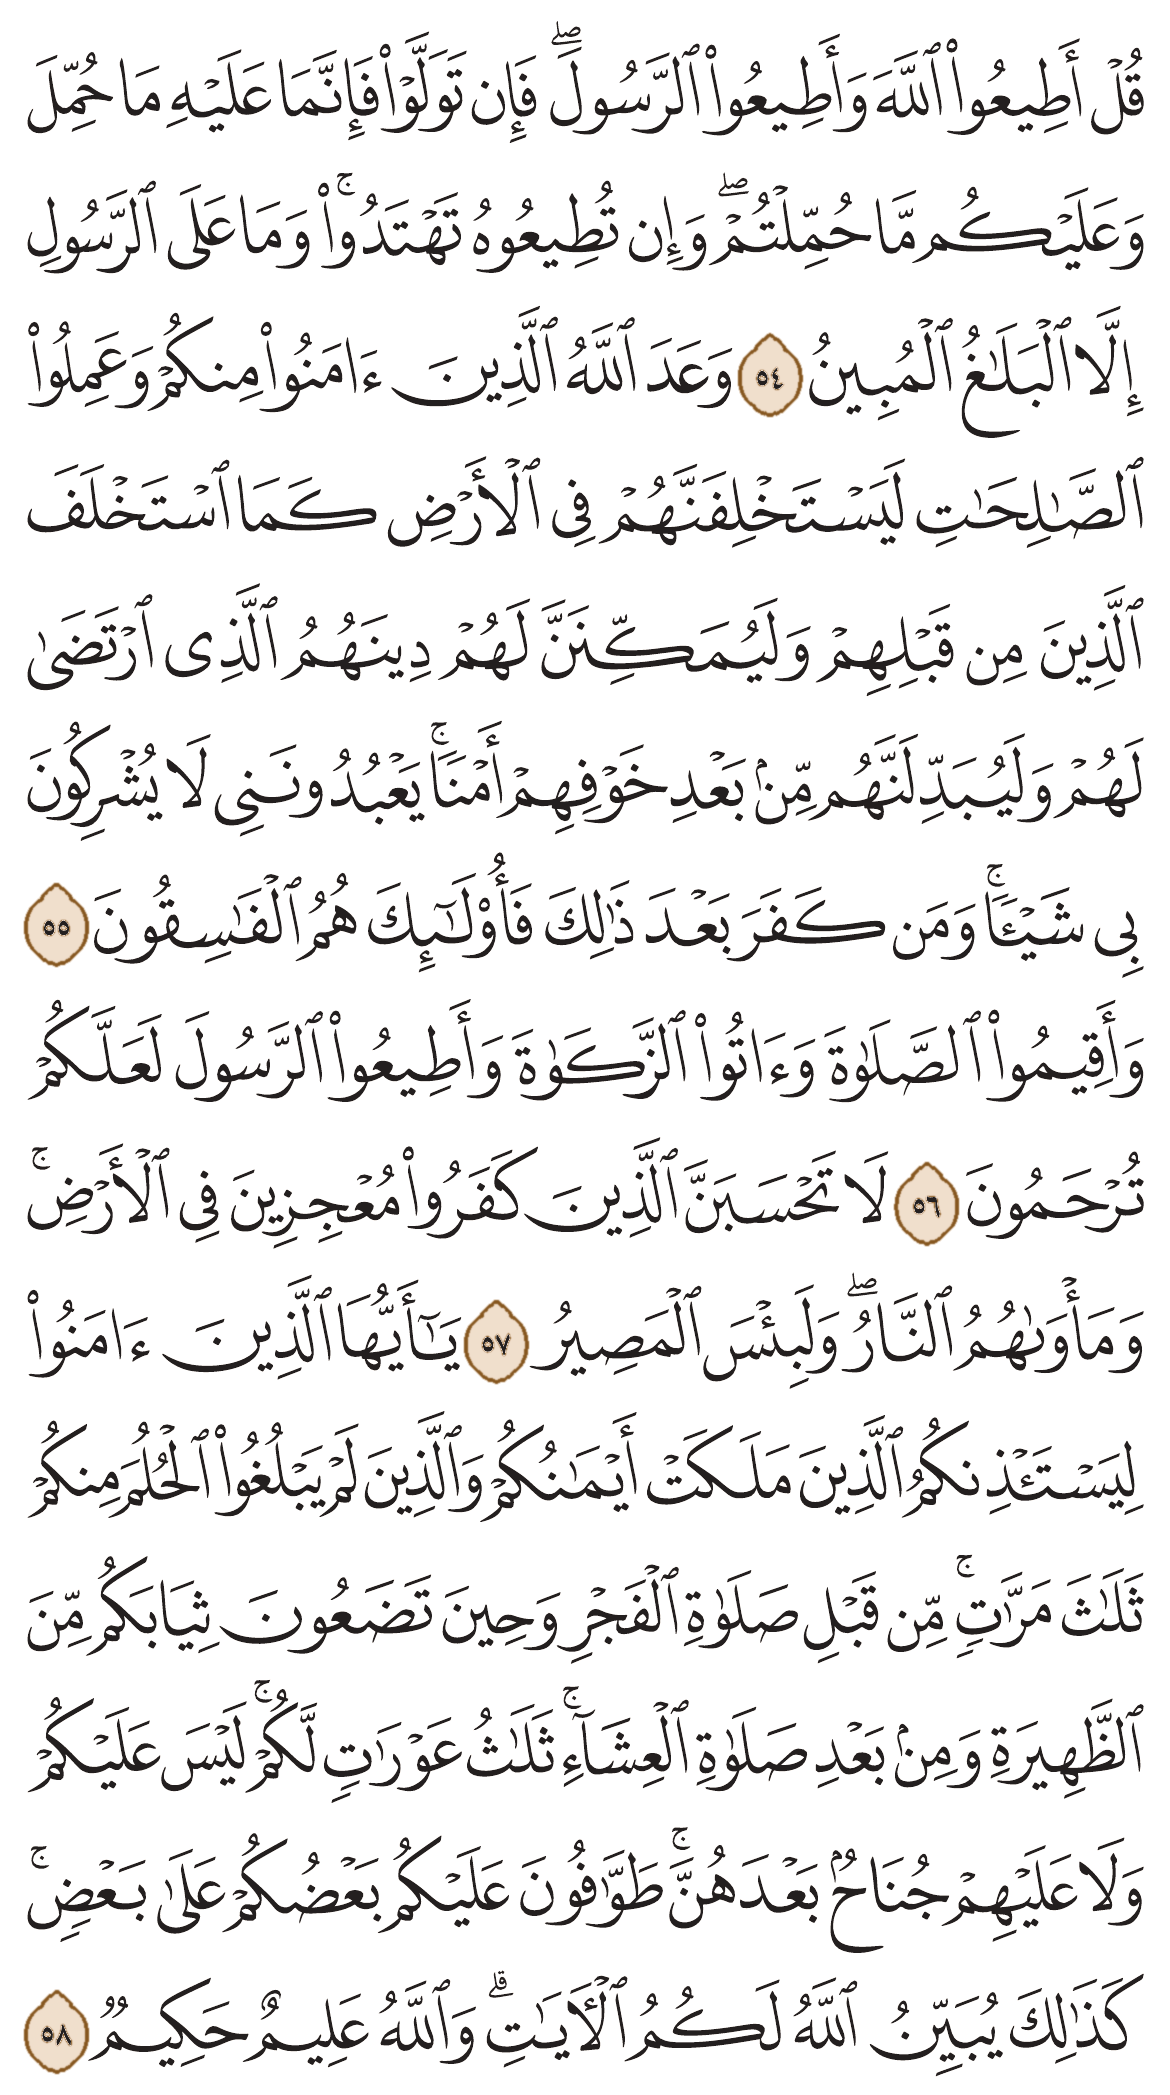 قُلۡ أَطِيعُواْ ٱللَّهَ وَأَطِيعُواْ ٱلرَّسُولَۖ فَإِن تَوَلَّوۡاْ فَإِنَّمَا عَلَيۡهِ مَا حُمِّلَ
وَعَلَيۡكُم مَّا حُمِّلۡتُمۡۖ وَإِن تُطِيعُوهُ تَهۡتَدُواْۚ وَمَا عَلَى ٱلرَّسُولِ
إِلَّا ٱلۡبَلَٰغُ ٱلۡمُبِينُ ٥٤ وَعَدَ ٱللَّهُ ٱلَّذِينَ ءَامَنُواْ مِنكُمۡ وَعَمِلُواْ
ٱلصَّٰلِحَٰتِ لَيَسۡتَخۡلِفَنَّهُمۡ فِي ٱلۡأَرۡضِ كَمَا ٱسۡتَخۡلَفَ
ٱلَّذِينَ مِن قَبۡلِهِمۡ وَلَيُمَكِّنَنَّ لَهُمۡ دِينَهُمُ ٱلَّذِي ٱرۡتَضَىٰ
لَهُمۡ وَلَيُبَدِّلَنَّهُم مِّنۢ بَعۡدِ خَوۡفِهِمۡ أَمۡنٗاۚ يَعۡبُدُونَنِي لَا يُشۡرِكُونَ
بِي شَيۡـٔٗاۚ وَمَن كَفَرَ بَعۡدَ ذَٰلِكَ فَأُوْلَٰٓئِكَ هُمُ ٱلۡفَٰسِقُونَ ٥٥
وَأَقِيمُواْ ٱلصَّلَوٰةَ وَءَاتُواْ ٱلزَّكَوٰةَ وَأَطِيعُواْ ٱلرَّسُولَ لَعَلَّكُمۡ
تُرۡحَمُونَ ٥٦ لَا تَحۡسَبَنَّ ٱلَّذِينَ كَفَرُواْ مُعۡجِزِينَ فِي ٱلۡأَرۡضِۚ
وَمَأۡوَىٰهُمُ ٱلنَّارُۖ وَلَبِئۡسَ ٱلۡمَصِيرُ ٥٧ يَٰٓأَيُّهَا ٱلَّذِينَ ءَامَنُواْ
لِيَسۡتَـٔۡذِنكُمُ ٱلَّذِينَ مَلَكَتۡ أَيۡمَٰنُكُمۡ وَٱلَّذِينَ لَمۡ يَبۡلُغُواْ ٱلۡحُلُمَ مِنكُمۡ
ثَلَٰثَ مَرَّٰتٖۚ مِّن قَبۡلِ صَلَوٰةِ ٱلۡفَجۡرِ وَحِينَ تَضَعُونَ ثِيَابَكُم مِّنَ
ٱلظَّهِيرَةِ وَمِنۢ بَعۡدِ صَلَوٰةِ ٱلۡعِشَآءِۚ ثَلَٰثُ عَوۡرَٰتٖ لَّكُمۡۚ لَيۡسَ عَلَيۡكُمۡ
وَلَا عَلَيۡهِمۡ جُنَاحُۢ بَعۡدَهُنَّۚ طَوَّٰفُونَ عَلَيۡكُم بَعۡضُكُمۡ عَلَىٰ بَعۡضٖۚ
كَذَٰلِكَ يُبَيِّنُ ٱللَّهُ لَكُمُ ٱلۡأٓيَٰتِۗ وَٱللَّهُ عَلِيمٌ حَكِيمٞ ٥٨